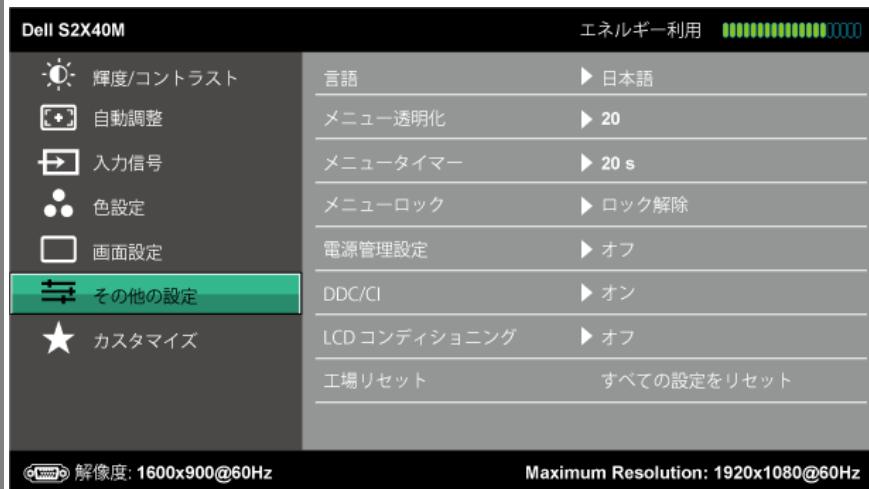 Dell S2X40M エネルギー利用
輝度/コントラスト
自動調整
入力信号
色設定
画面設定
その他の設定
カスタマイズ
言語 日本語
メニュー透明化 20
メニュータイマー 20 s
メニューロック ロック解除
電源管理設定 オフ
DDC/CI オン
LCD コンディショニング オフ
工場リセット すべての設定をリセット
解像度: 1600x900@60Hz Maximum Resolution: 1920x1080@60Hz